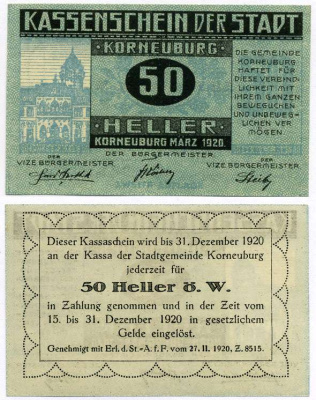 KASSENSCHEIN DER STADT
KORNEUBURG
50
HELLER
KORNEUBURG MÄRZ 1920.
DIE GEMEINDE
KORNEUBURG
HAFTET FÜR
DIESE VERBIND-
LICHKEIT MIT
IHREM GANZEN
BEWEGLICHEN
UND UNBEWEG-
LICHEN VER
MÖGEN.
DER
VIZE BÜRGERMEISTER
DER BÜRGERMEISTER
DER
VIZE BÜRGERMEISTER
Dieser Kassaschein wird bis 31. Dezember 1920
an der Kassa der Stadtgemeinde Korneuburg
jederzeit für
50 Heller ö. W.
in Zahlung genommen und in der Zeit vom
15. bis 31. Dezember 1920 in gesetzlichem
Gelde eingelöst.
Genehmigt mit Erl. d. St.-A. f. F. vom 27. II. 1920, Z. 8515.